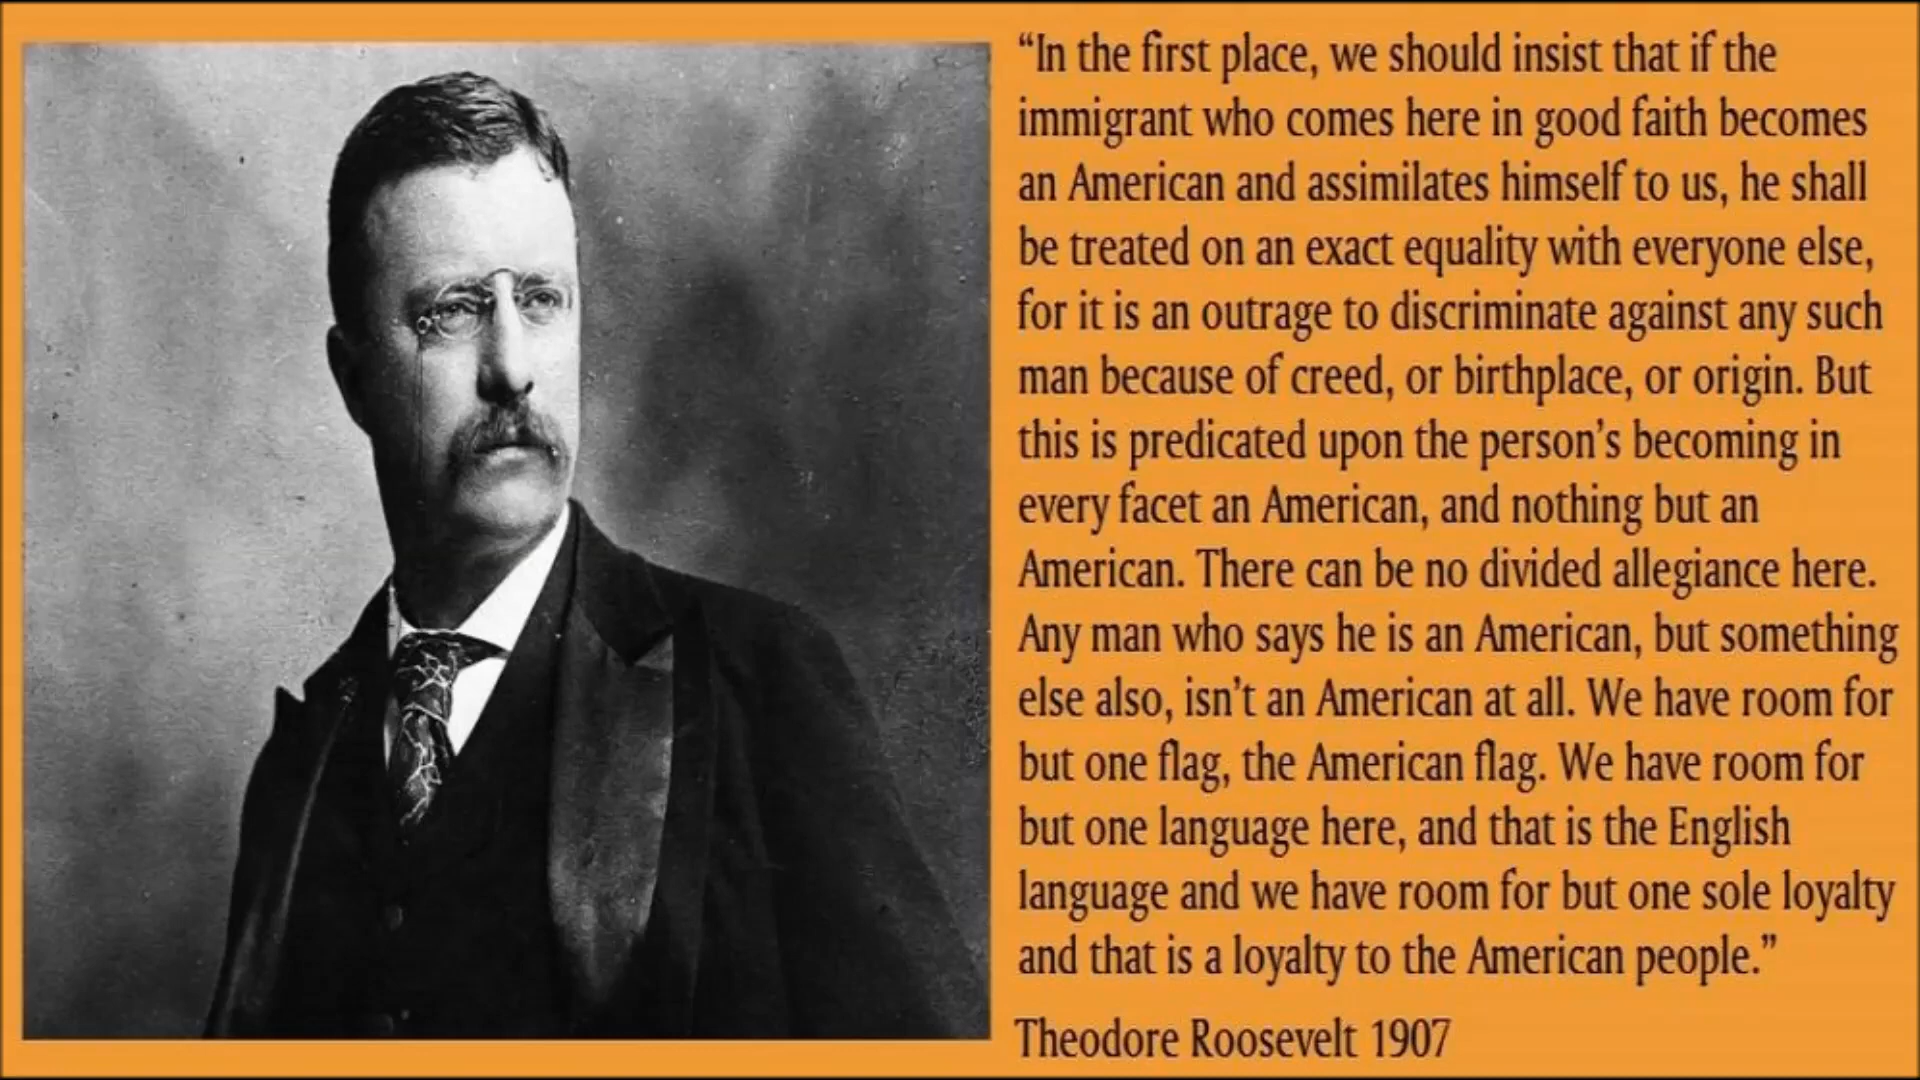 “In the first place, we should insist that if the
immigrant who comes here in good faith becomes
an American and assimilates himself to us, he shall
be treated on an exact equality with everyone else,
for it is an outrage to discriminate against any such
man because of creed, or birthplace, or origin. But
this is predicated upon the person’s becoming in
every facet an American, and nothing but an
American. There can be no divided allegiance here.
Any man who says he is an American, but something
else also, isn’t an American at all. We have room for
but one flag, the American flag. We have room for
but one language here, and that is the English
language and we have room for but one sole loyalty
and that is a loyalty to the American people.”
Theodore Roosevelt 1907